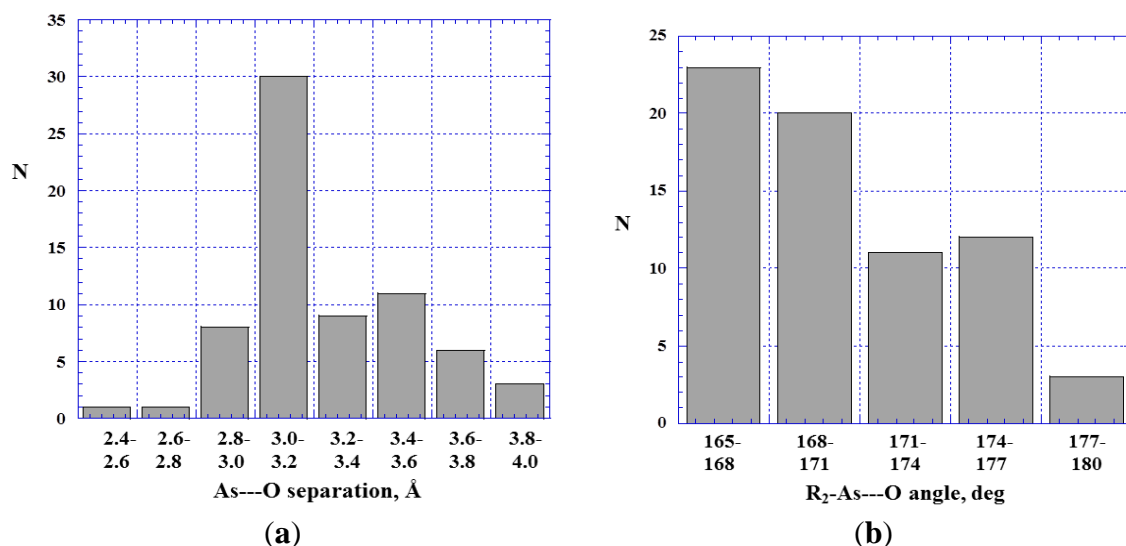 35
30
25
20
15
10
5
0
N
2.4- 2.6- 2.8- 3.0- 3.2- 3.4- 3.6- 3.8-
2.6 2.8 3.0 3.2 3.4 3.6 3.8 4.0
As---O separation, Å
(a)
25
20
15
10
5
0
N
165- 168- 171- 174- 177-
168 171 174 177 180
R₂-As---O angle, deg
(b)